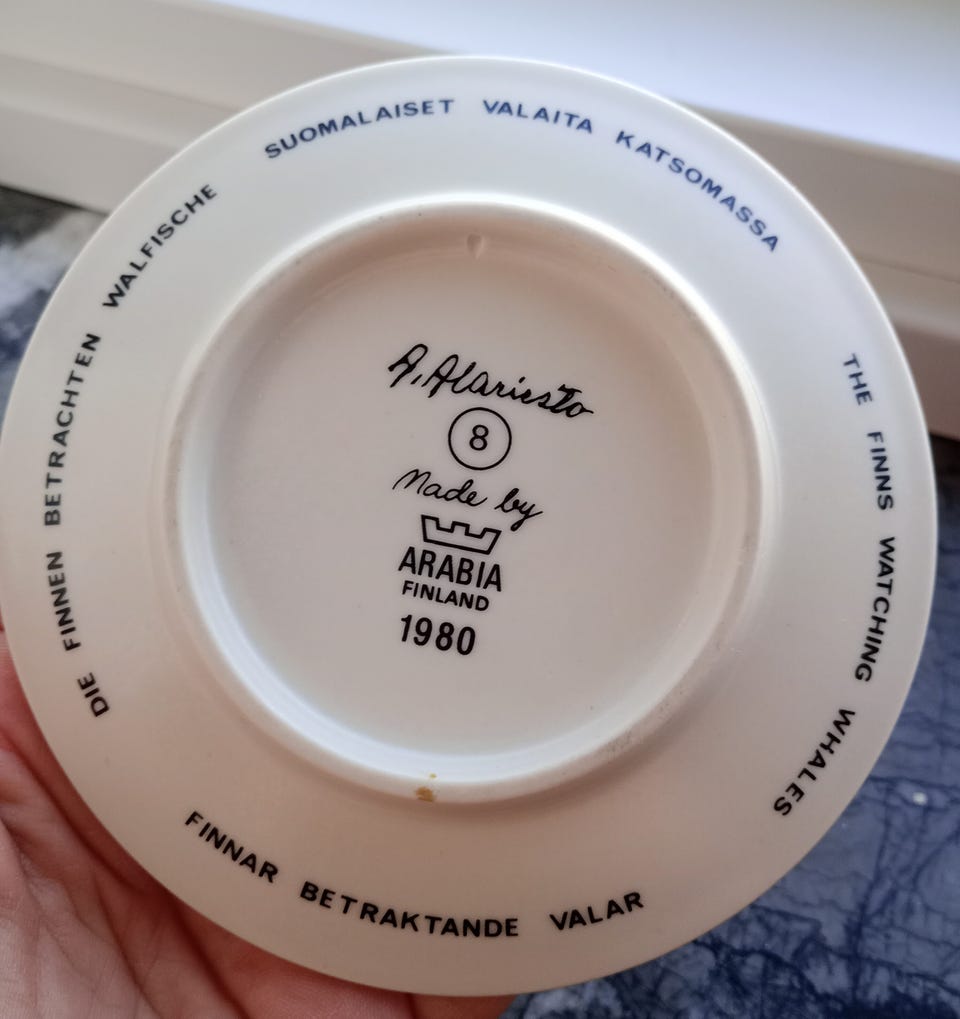 SUOMALAISET VALAITA KATSOMASSA
THE FINNS WATCHING WHALES
FINNAR BETRAKTANDE VALAR
DIE FINNEN BETRACHTEN WALFISCHE
A. Alariesto
8
Made by
ARABIA
FINLAND
1980